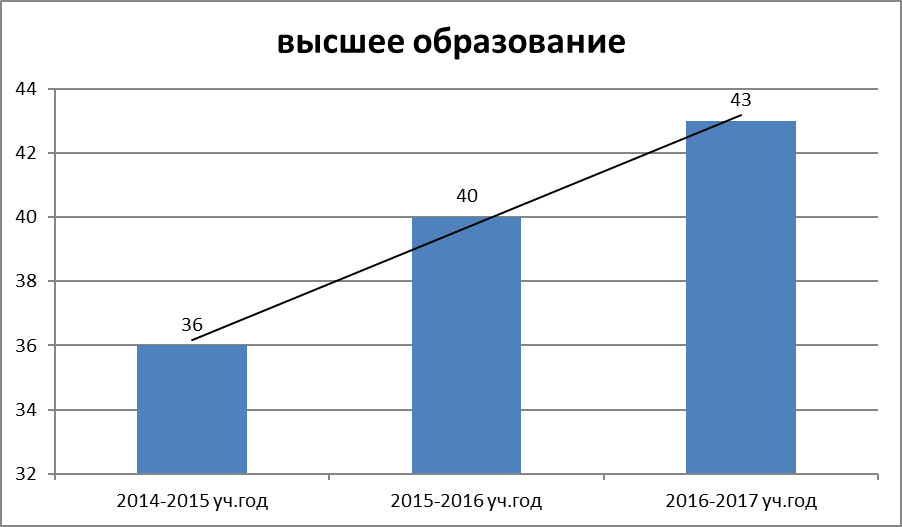 высшее образование
44
42
40
38
36
34
32
36
40
43
2014-2015 уч.год
2015-2016 уч.год
2016-2017 уч.год